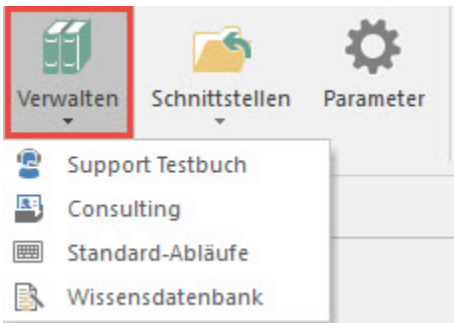 Verwalten Schnittstellen Parameter
Support Testbuch
Consulting
Standard-Abläufe
Wissensdatenbank